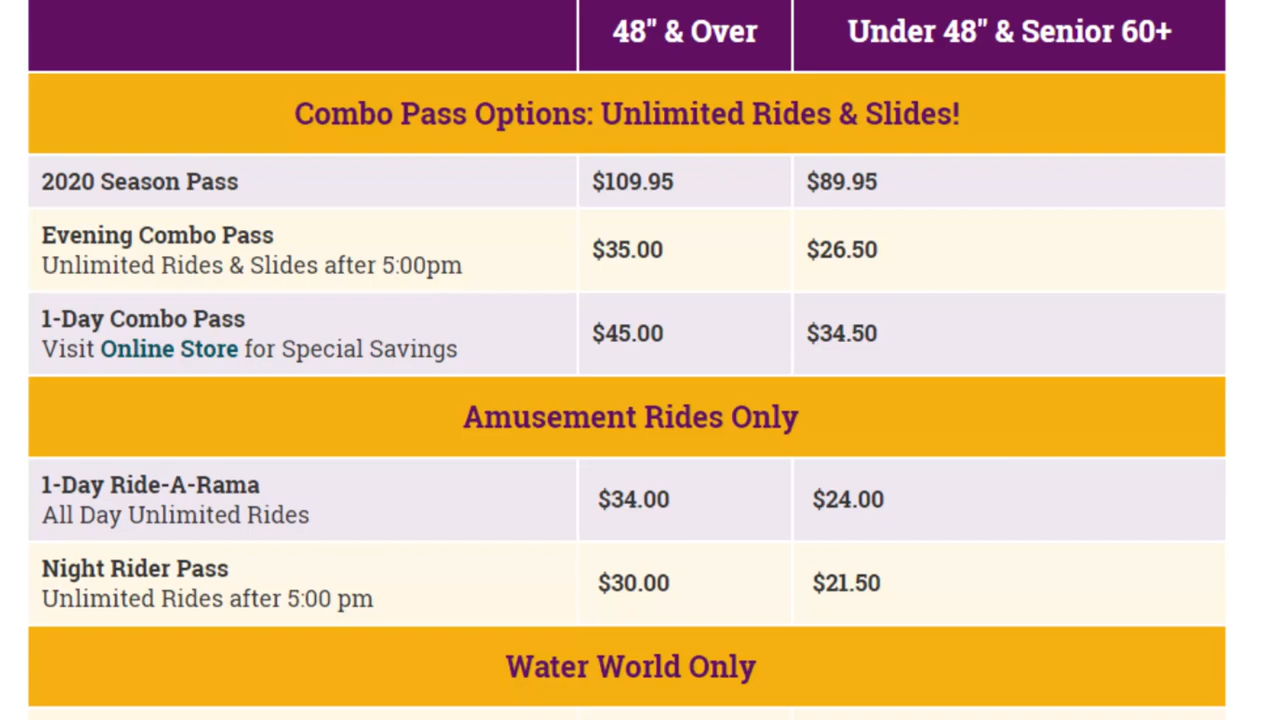 48" & Over
Under 48" & Senior 60+
Combo Pass Options: Unlimited Rides & Slides!
2020 Season Pass
$109.95
$89.95
Evening Combo Pass
Unlimited Rides & Slides after 5:00pm
$35.00
$26.50
1-Day Combo Pass
Visit Online Store for Special Savings
$45.00
$34.50
Amusement Rides Only
1-Day Ride-A-Rama
All Day Unlimited Rides
$34.00
$24.00
Night Rider Pass
Unlimited Rides after 5:00 pm
$30.00
$21.50
Water World Only